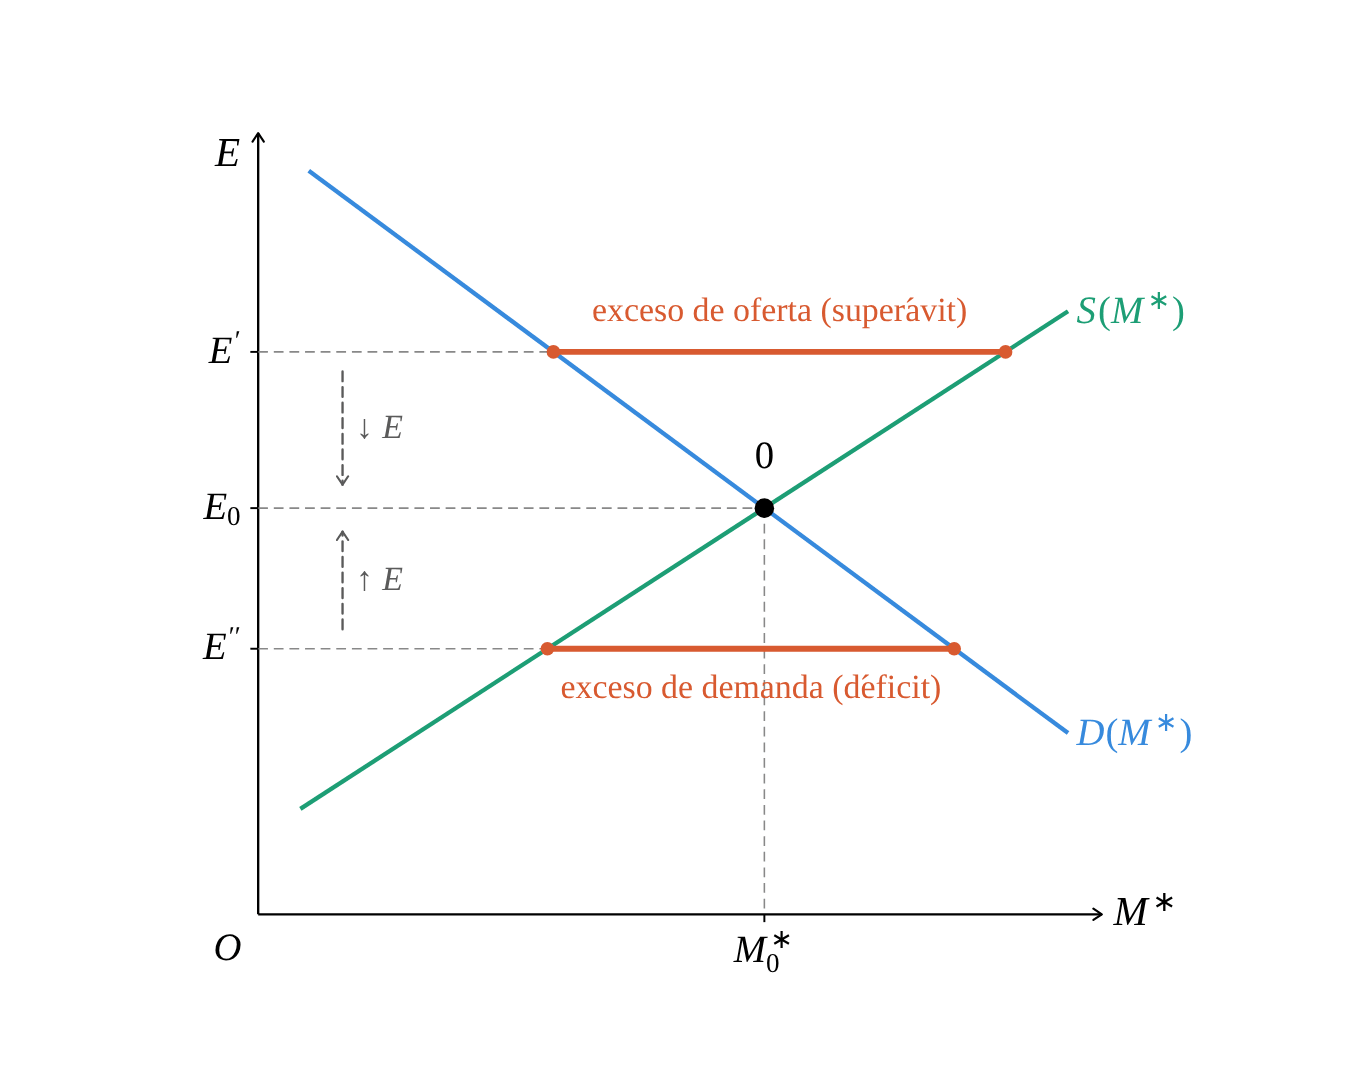 E
exceso de oferta (superávit)
S(M*)
E′
↓ E
0
E₀
↑ E
E″
exceso de demanda (déficit)
D(M*)
M*
O
M₀*